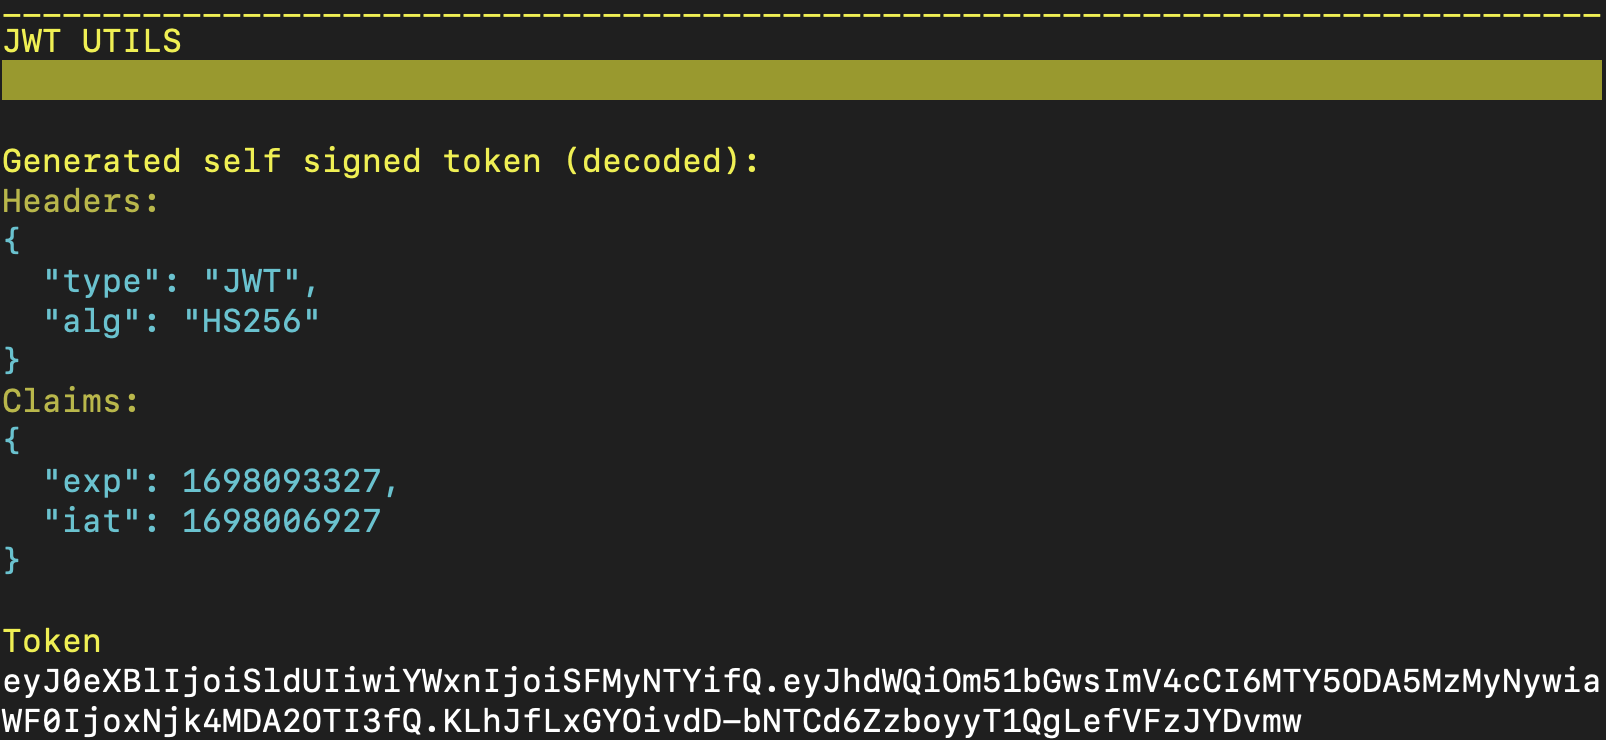 --------------------------------------------------------------------------------
JWT UTILS
Generated self signed token (decoded):
Headers:
{
  "type": "JWT",
  "alg": "HS256"
}
Claims:
{
  "exp": 1698093327,
  "iat": 1698006927
}
Token
eyJ0eXBlIjoiSldUIiwiYWxnIjoiSFMyNTYifQ.eyJhdWQiOm51bGwsImV4cCI6MTY5ODA5MzMyNywia
WF0IjoxNjk4MDA2OTI3fQ.KLhJfLxGYOivdD-bNTCd6ZzboyyT1QgLefVFzJYDvmw